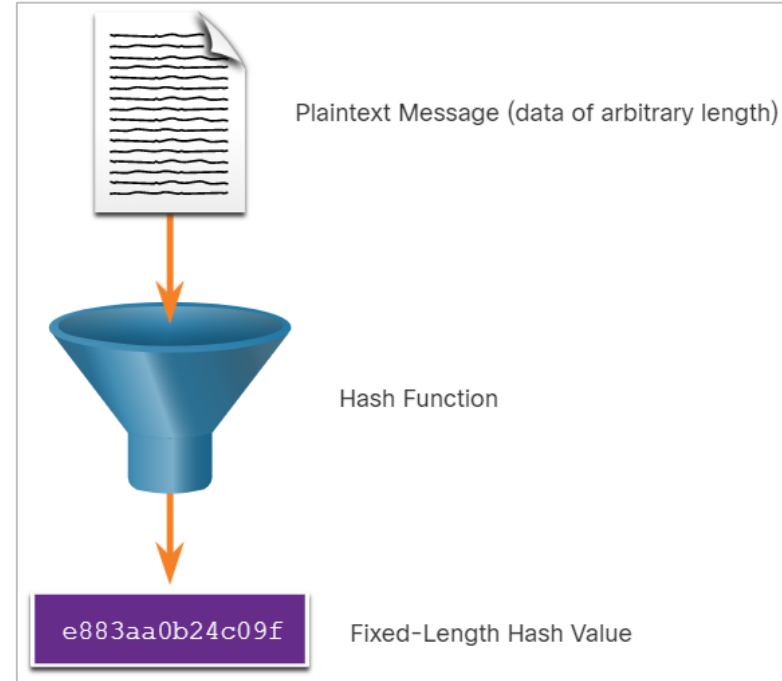 Plaintext Message (data of arbitrary length)
Hash Function
e883aa0b24c09f
Fixed-Length Hash Value